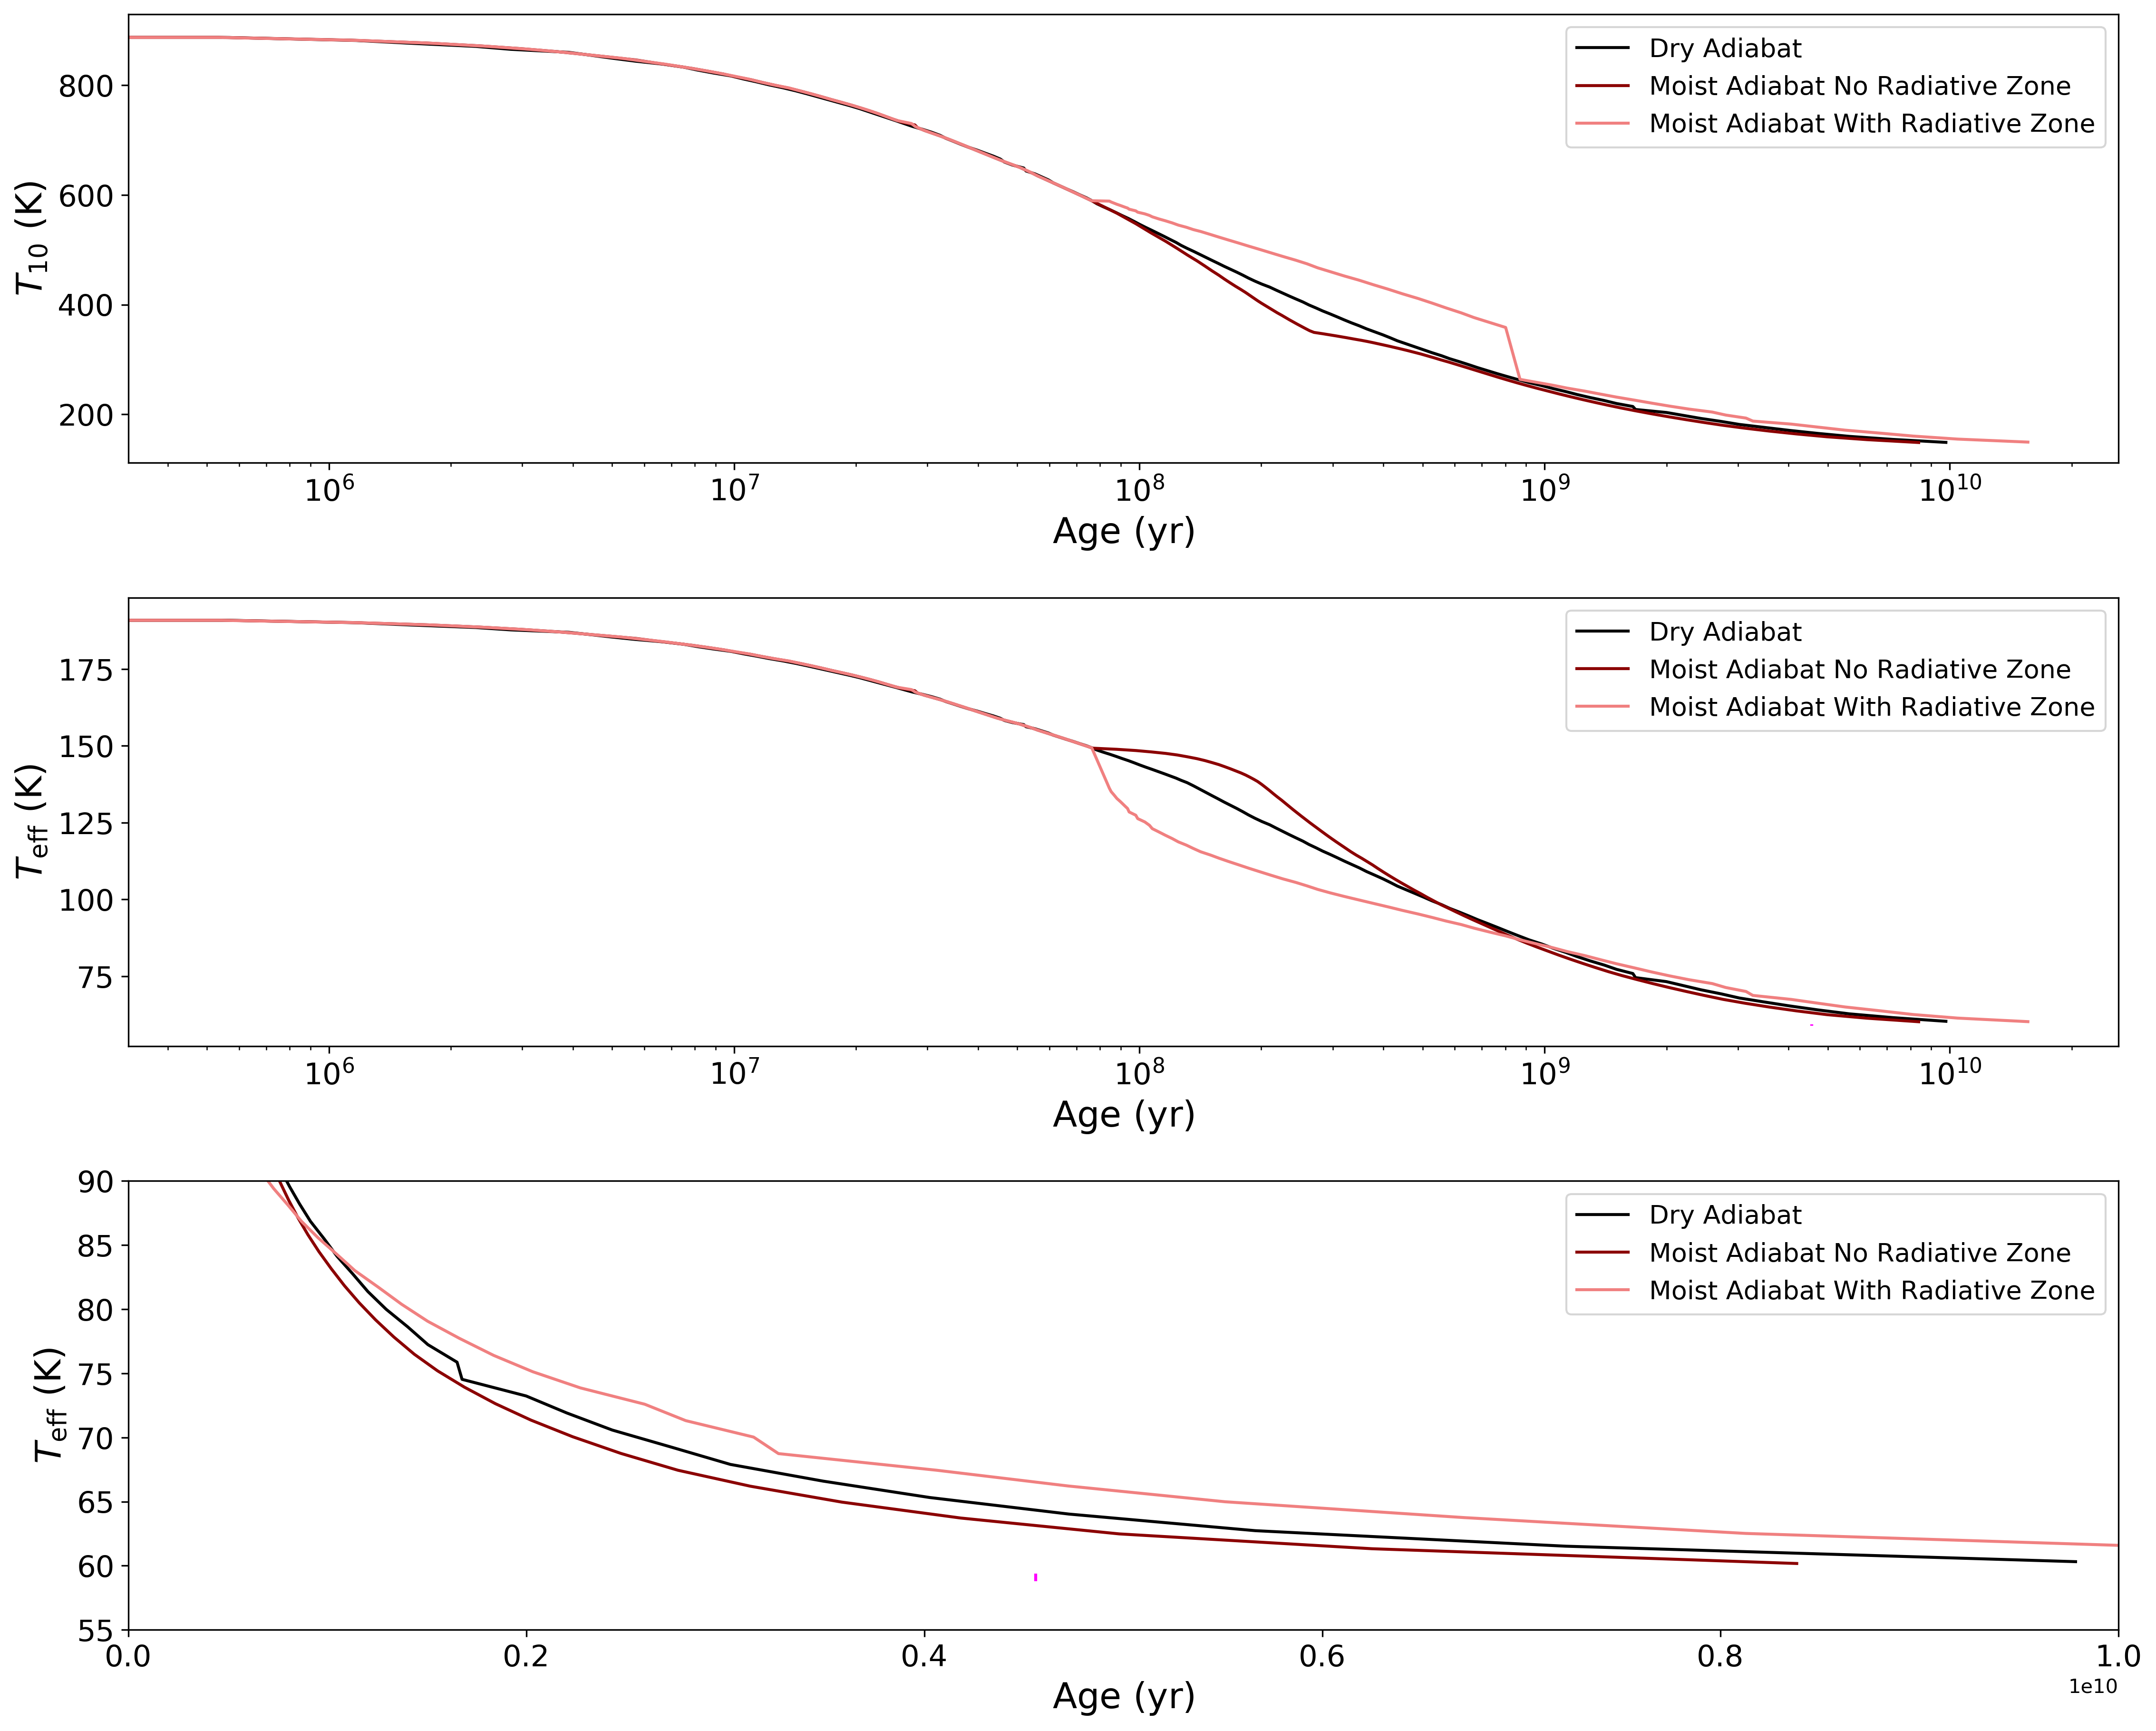 Dry Adiabat
Moist Adiabat No Radiative Zone
Moist Adiabat With Radiative Zone
800
600
400
200
T10 (K)
10^6
10^7
10^8
10^9
10^10
Age (yr)
Dry Adiabat
Moist Adiabat No Radiative Zone
Moist Adiabat With Radiative Zone
175
150
125
100
75
Teff (K)
10^6
10^7
10^8
10^9
10^10
Age (yr)
Dry Adiabat
Moist Adiabat No Radiative Zone
Moist Adiabat With Radiative Zone
90
85
80
75
70
65
60
55
Teff (K)
0.0
0.2
0.4
0.6
0.8
1.0
1e10
Age (yr)